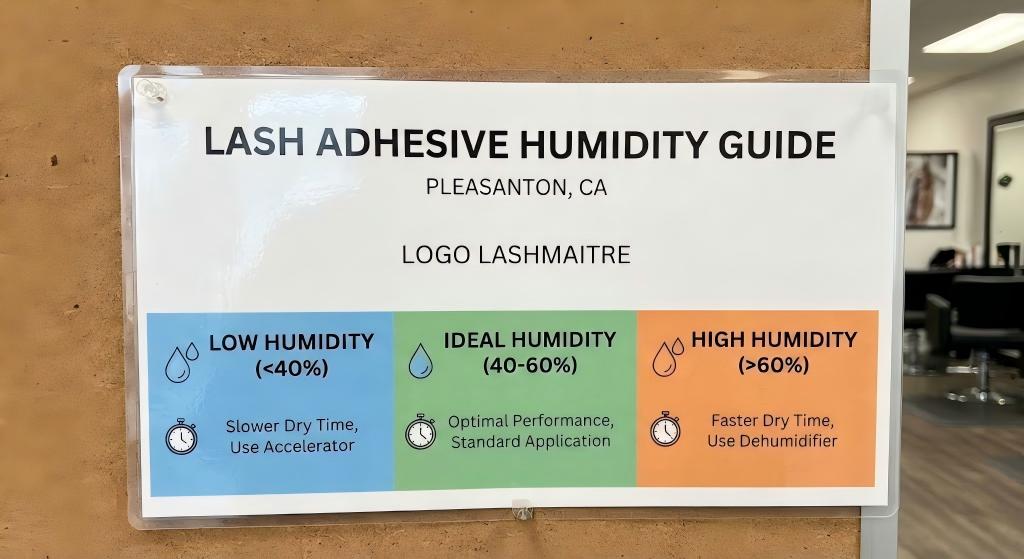 LASH ADHESIVE HUMIDITY GUIDE
PLEASANTON, CA
LOGO LASHMAITRE
LOW HUMIDITY
(<40%)
Slower Dry Time,
Use Accelerator
IDEAL HUMIDITY
(40-60%)
Optimal Performance,
Standard Application
HIGH HUMIDITY
(>60%)
Faster Dry Time,
Use Dehumidifier